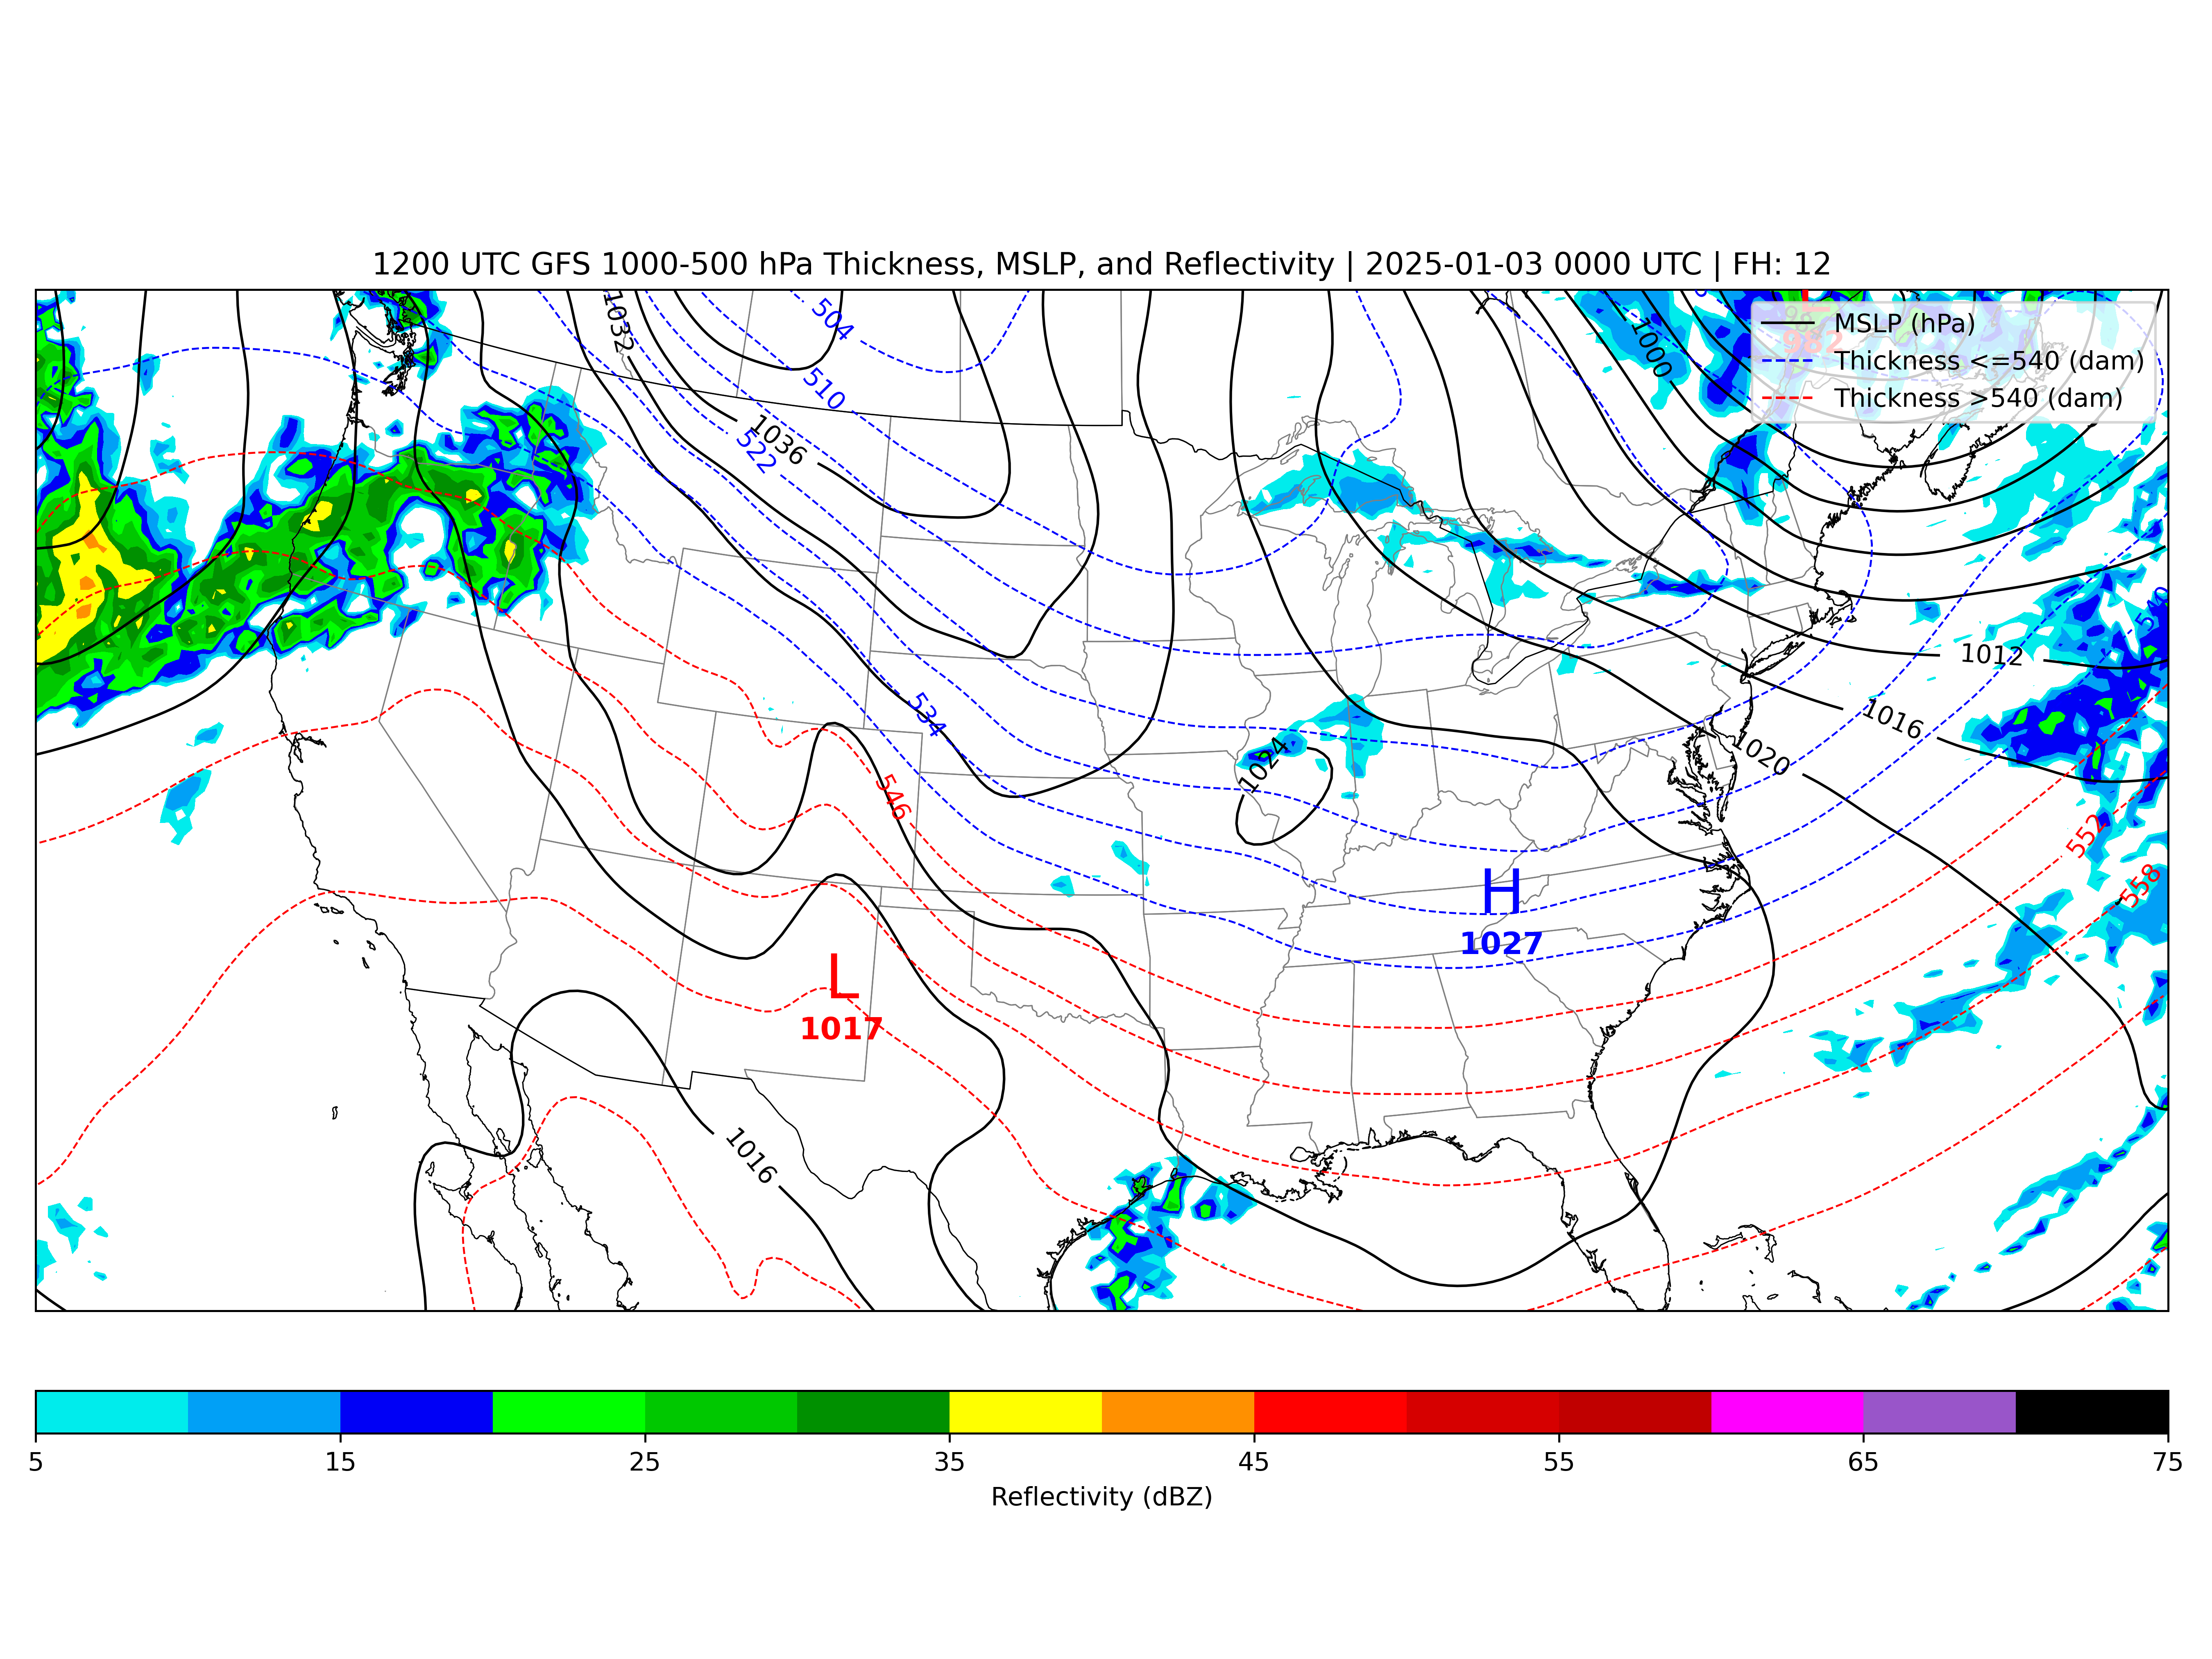 1200 UTC GFS 1000-500 hPa Thickness, MSLP, and Reflectivity | 2025-01-03 0000 UTC | FH: 12
MSLP (hPa)
Thickness <=540 (dam)
Thickness >540 (dam)
982
504
1032
1000
510
1036
522
540
1012
534
1016
1020
1024
546
552
558
H
1027
L
1017
1016
5 15 25 35 45 55 65 75
Reflectivity (dBZ)